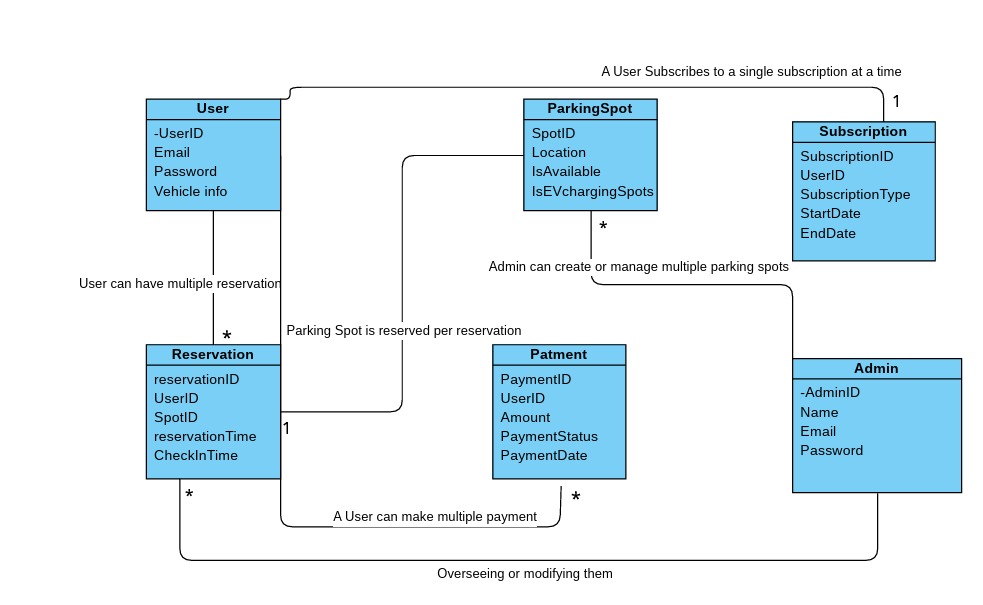 A User Subscribes to a single subscription at a time
1
User
-UserID
Email
Password
Vehicle info
ParkingSpot
SpotID
Location
IsAvailable
IsEVchargingSpots
*
Subscription
SubscriptionID
UserID
SubscriptionType
StartDate
EndDate
Admin can create or manage multiple parking spots
User can have multiple reservation
*
Parking Spot is reserved per reservation
Reservation
reservationID
UserID
SpotID
reservationTime
CheckInTime
1
*
Patment
PaymentID
UserID
Amount
PaymentStatus
PaymentDate
*
Admin
-AdminID
Name
Email
Password
A User can make multiple payment
Overseeing or modifying them